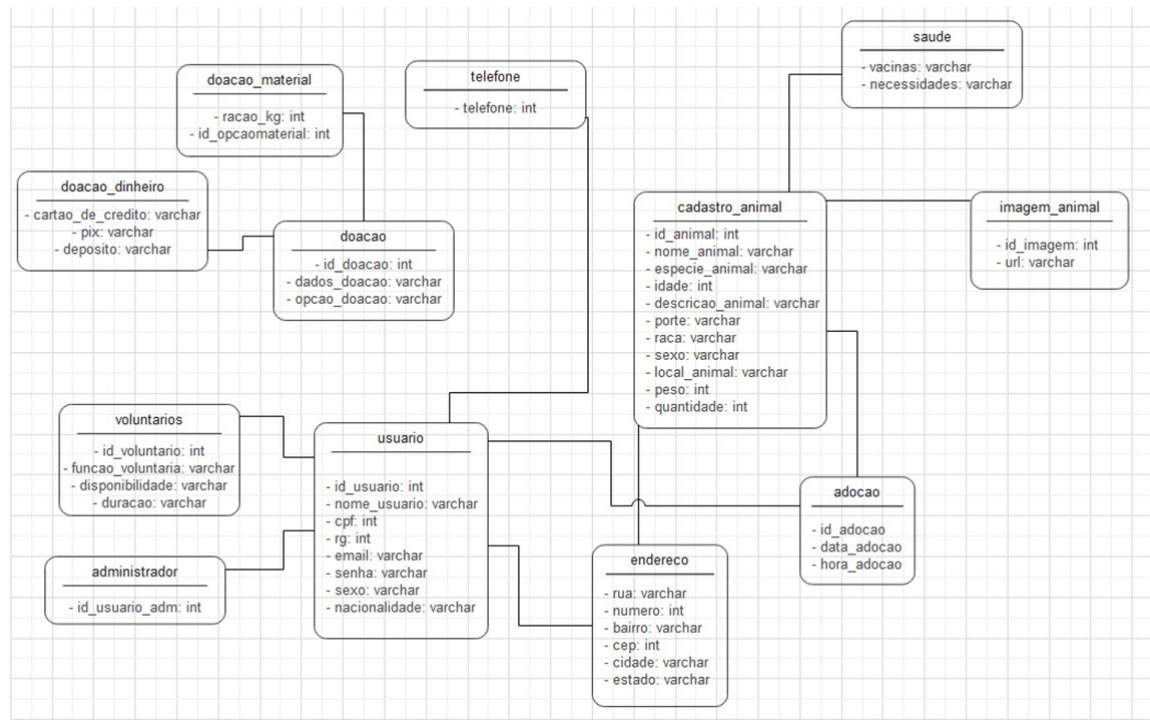 saude
- vacinas: varchar
- necessidades: varchar
doacao_material
- racao_kg: int
- id_opcaomaterial: int
telefone
- telefone: int
doacao_dinheiro
- cartao_de_credito: varchar
- pix: varchar
- deposito: varchar
doacao
- id_doacao: int
- dados_doacao: varchar
- opcao_doacao: varchar
cadastro_animal
- id_animal: int
- nome_animal: varchar
- especie_animal: varchar
- idade: int
- descricao_animal: varchar
- porte: varchar
- raca: varchar
- sexo: varchar
- local_animal: varchar
- peso: int
- quantidade: int
imagem_animal
- id_imagem: int
- url: varchar
voluntarios
- id_voluntario: int
- funcao_voluntaria: varchar
- disponibilidade: varchar
- duracao: varchar
usuario
- id_usuario: int
- nome_usuario: varchar
- cpf: int
- rg: int
- email: varchar
- senha: varchar
- sexo: varchar
- nacionalidade: varchar
adocao
- id_adocao
- data_adocao
- hora_adocao
administrador
- id_usuario_adm: int
endereco
- rua: varchar
- numero: int
- bairro: varchar
- cep: int
- cidade: varchar
- estado: varchar